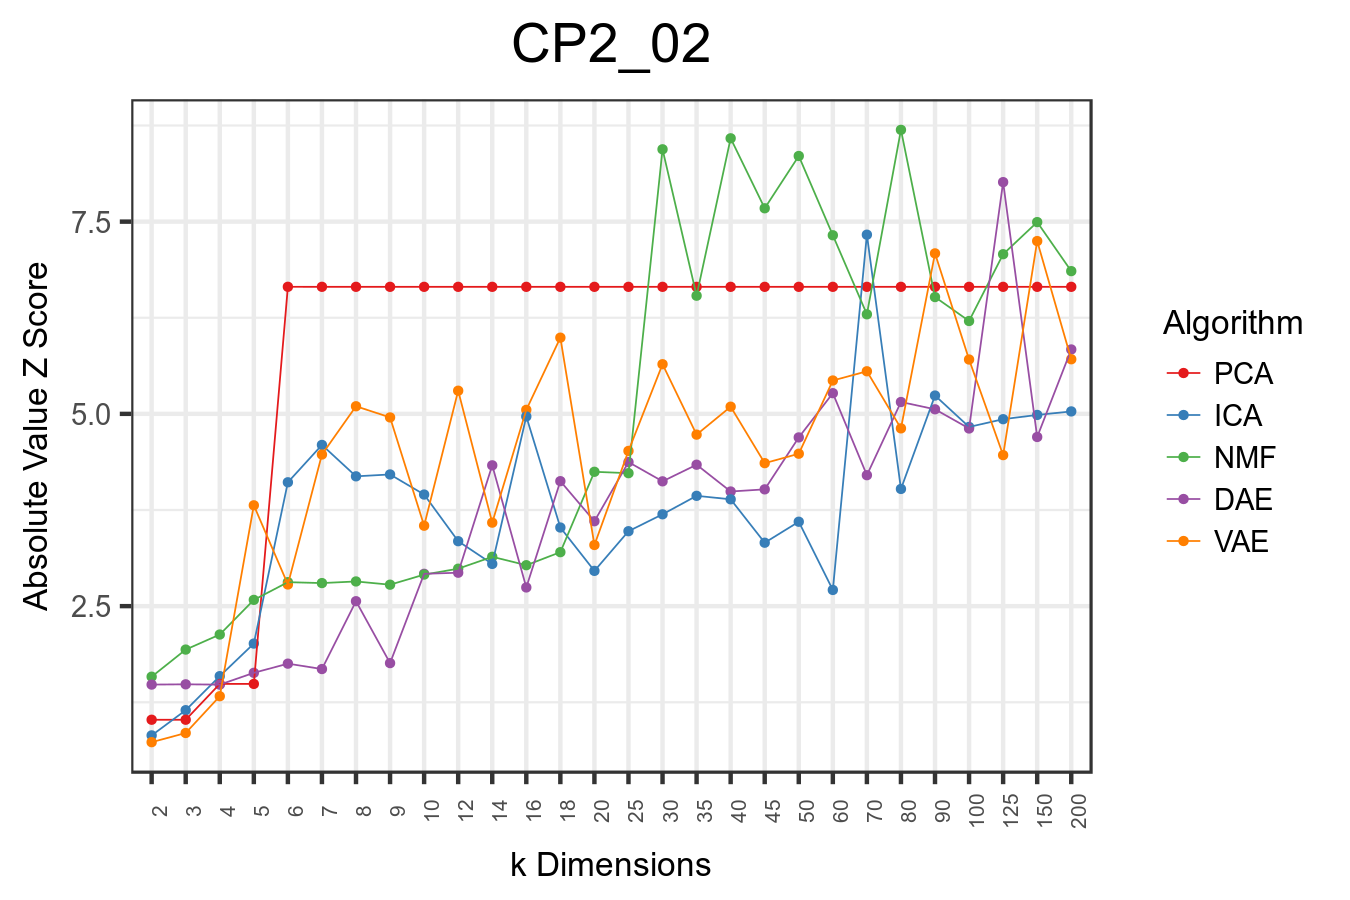 CP2_02
Absolute Value Z Score
7.5
5.0
2.5
2 3 4 5 6 7 8 9 10 12 14 16 18 20 25 30 35 40 45 50 60 70 80 90 100 125 150 200
k Dimensions
Algorithm
PCA
ICA
NMF
DAE
VAE